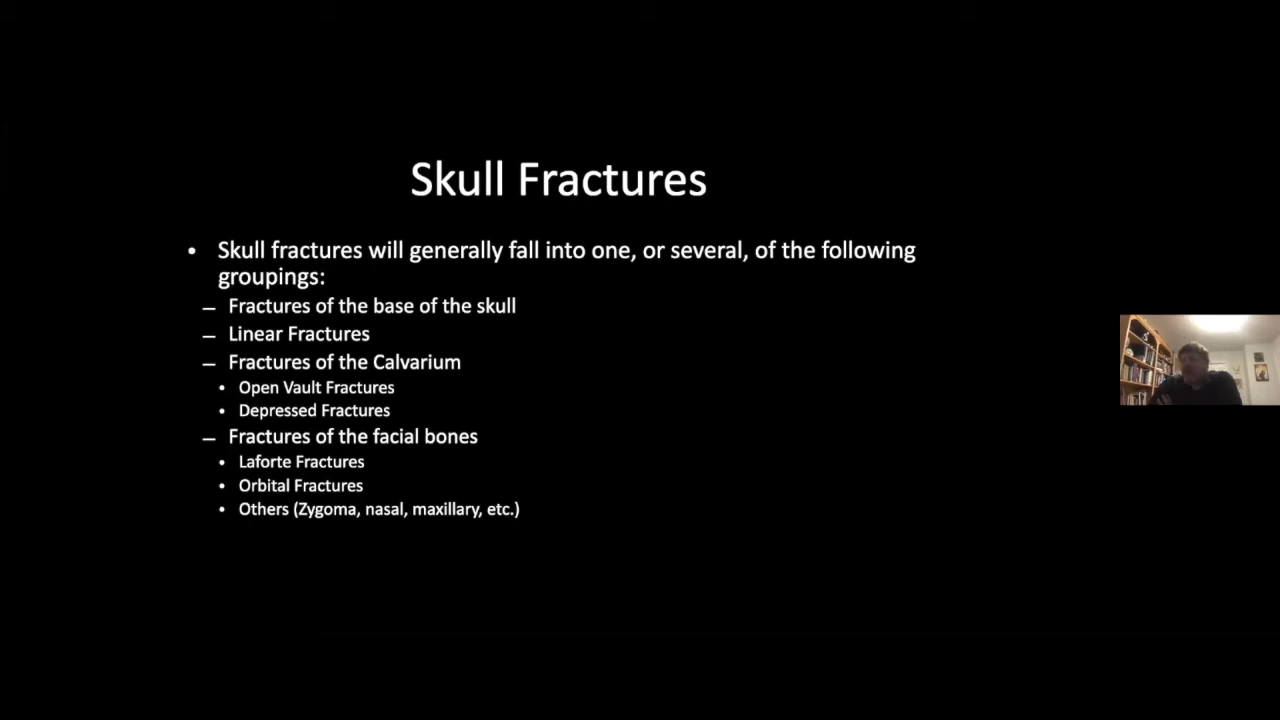 Skull Fractures
• Skull fractures will generally fall into one, or several, of the following
groupings:
– Fractures of the base of the skull
– Linear Fractures
– Fractures of the Calvarium
• Open Vault Fractures
• Depressed Fractures
– Fractures of the facial bones
• Laforte Fractures
• Orbital Fractures
• Others (Zygoma, nasal, maxillary, etc.)